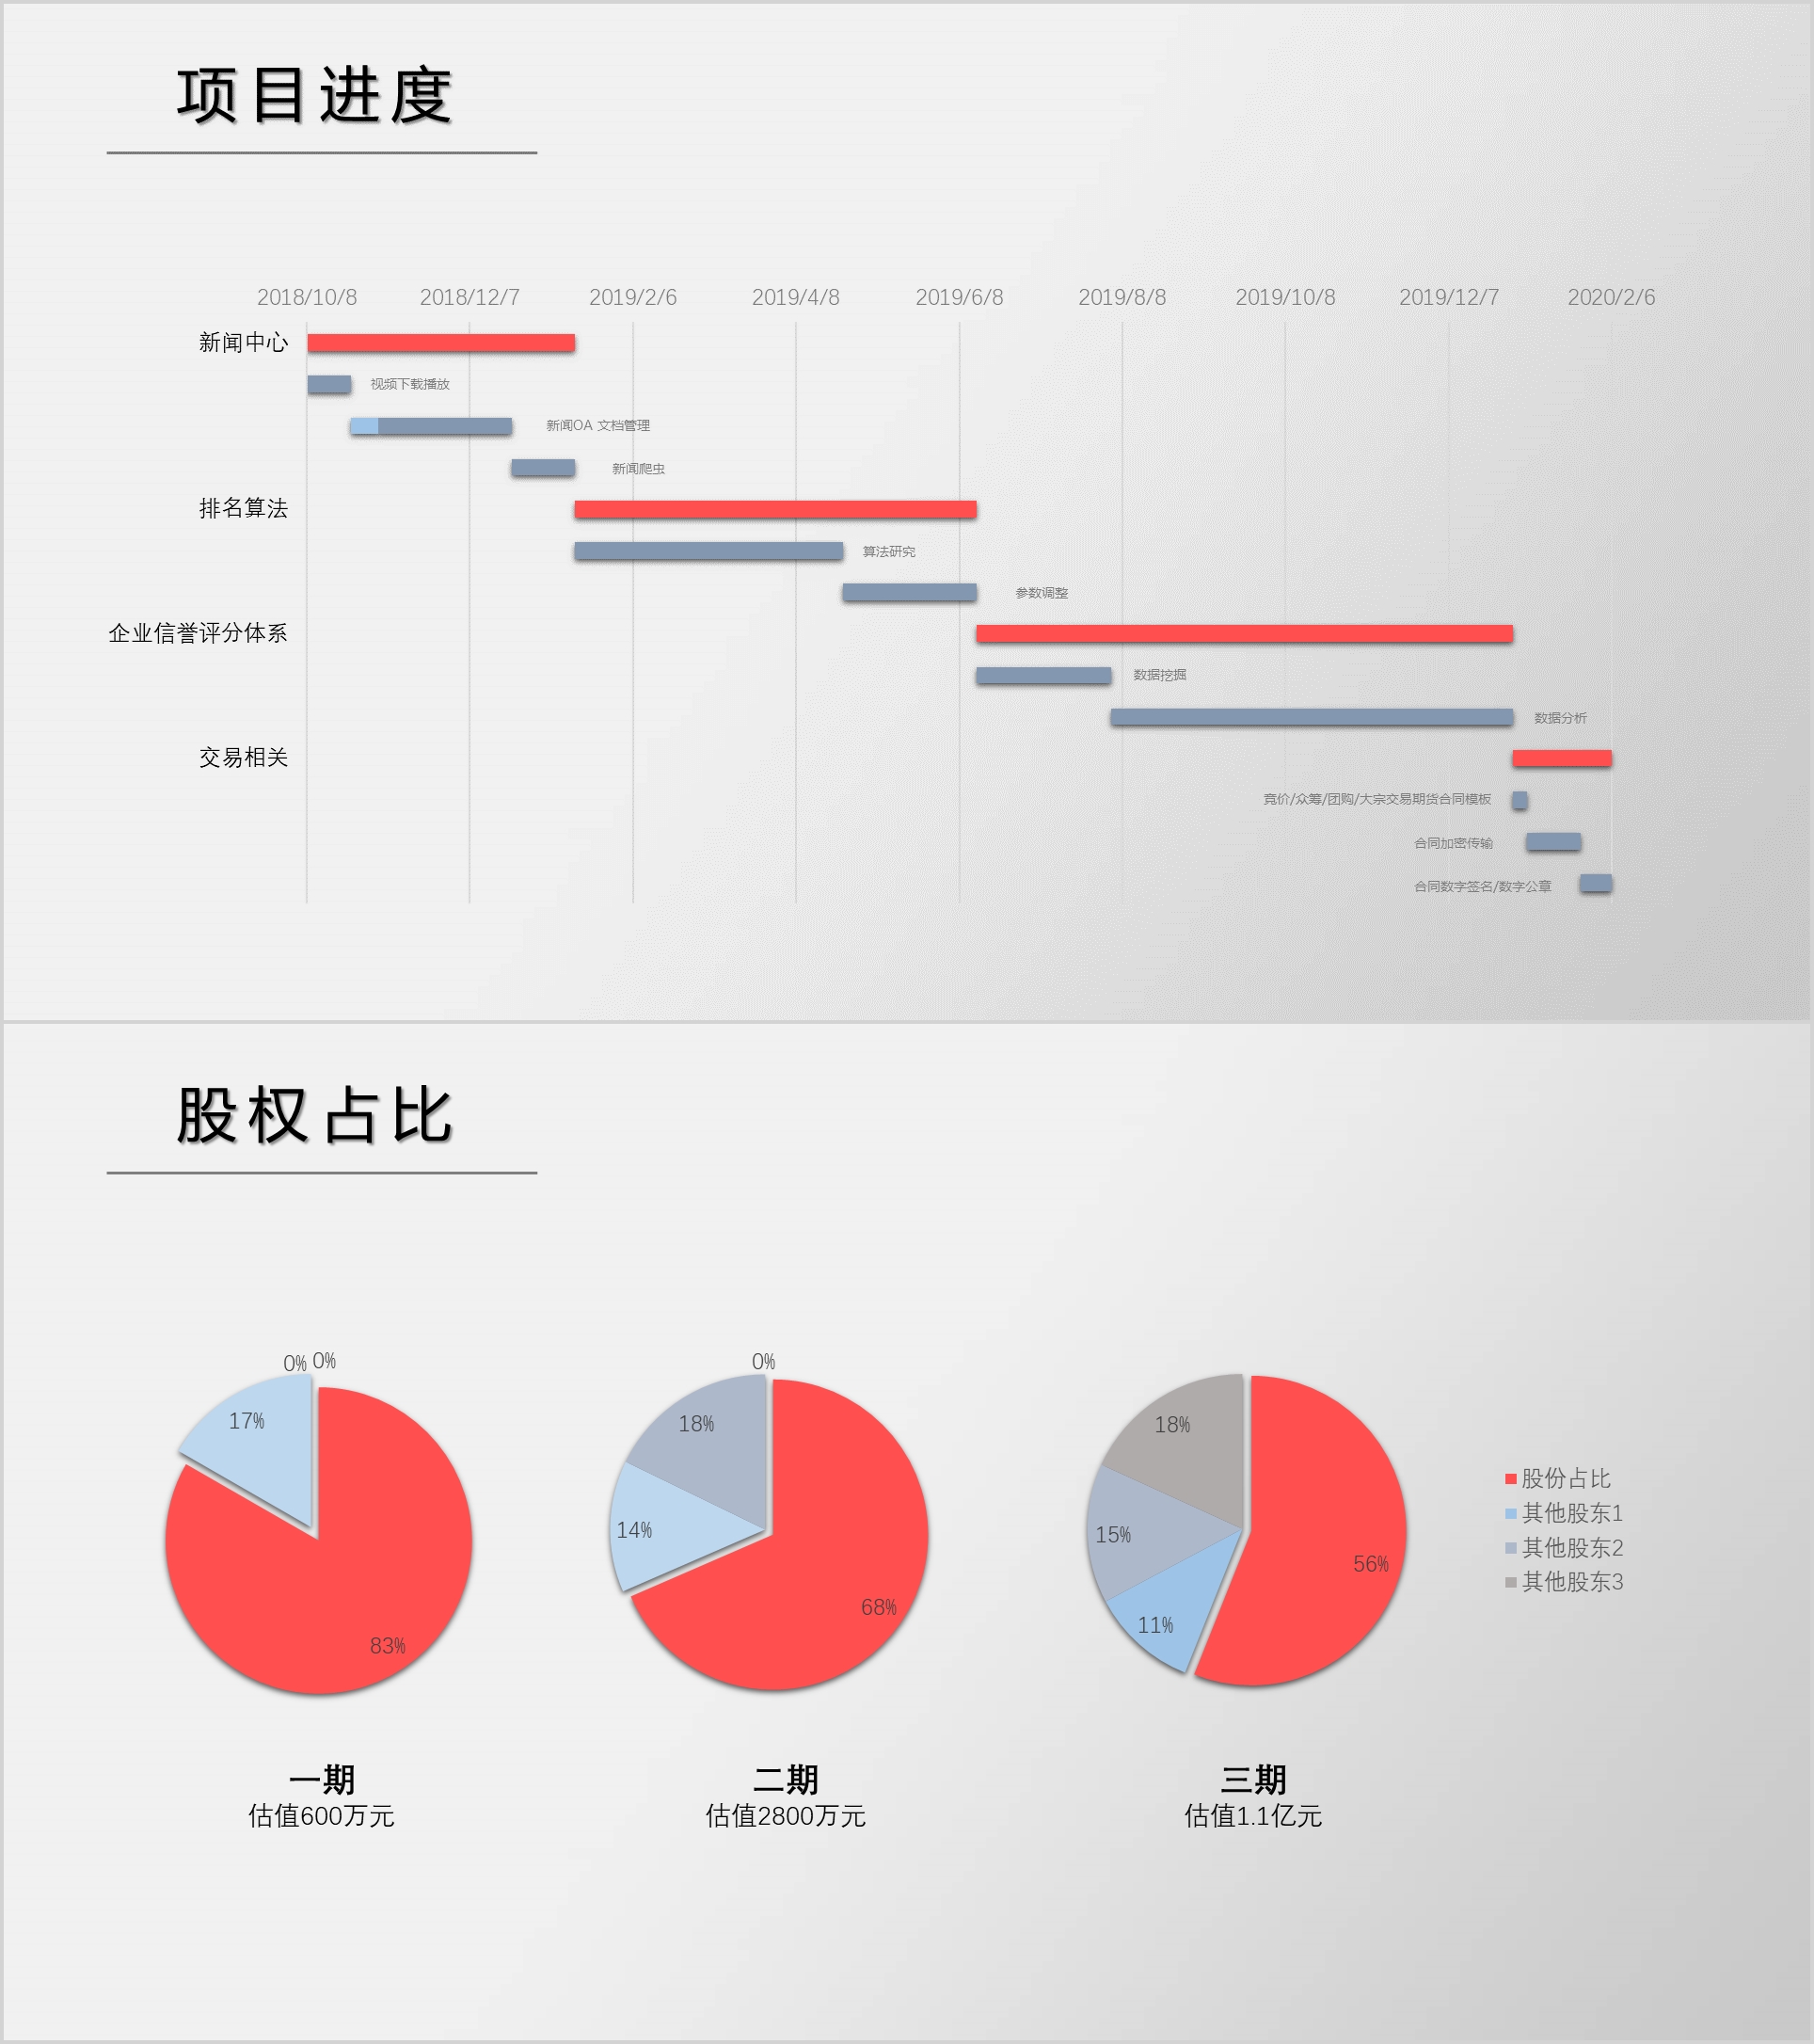 项目进度
2018/10/8 2018/12/7 2019/2/6 2019/4/8 2019/6/8 2019/8/8 2019/10/8 2019/12/7 2020/2/6
新闻中心
视频下载播放
新闻OA 文档管理
新闻爬虫
排名算法
算法研究
参数调整
企业信誉评分体系
数据挖掘
数据分析
交易相关
竞价/众筹/团购/大宗交易期货合同模板
合同加密传输
合同数字签名/数字公章
股权占比
0% 0%
17%
83%
一期
估值600万元
0%
18%
14%
68%
二期
估值2800万元
18%
15%
11%
56%
三期
估值1.1亿元
股份占比
其他股东1
其他股东2
其他股东3